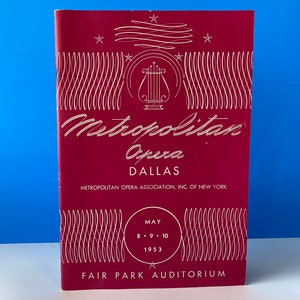 Metropolitan
Opera
DALLAS
METROPOLITAN OPERA ASSOCIATION, INC. OF NEW YORK
MAY
8 • 9 • 10
1953
FAIR PARK AUDITORIUM